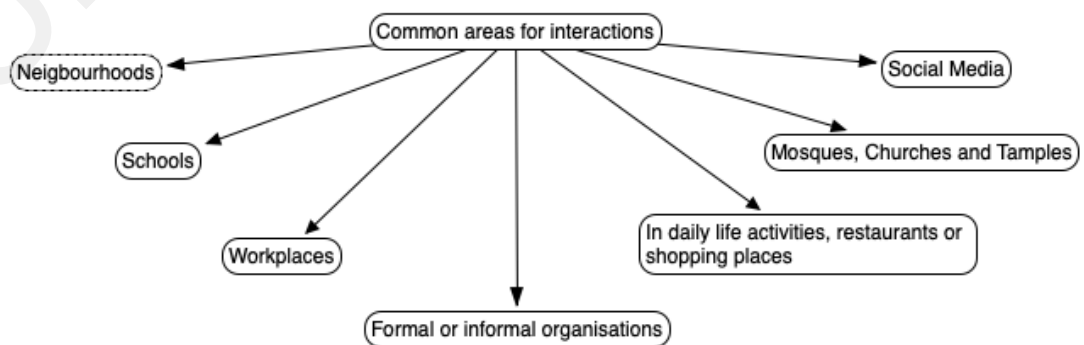 Common areas for interactions
Neigbourhoods
Social Media
Schools
Mosques, Churches and Tamples
In daily life activities, restaurants or
shopping places
Workplaces
Formal or informal organisations